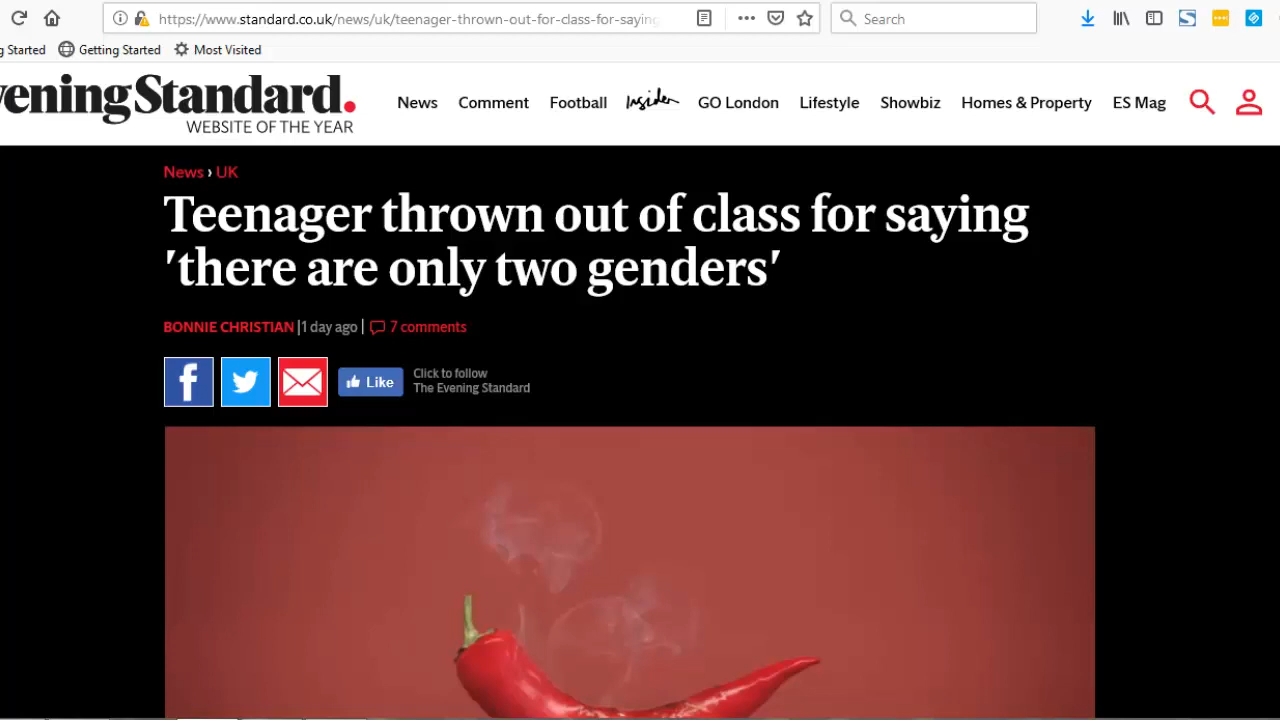 https://www.standard.co.uk/news/uk/teenager-thrown-out-for-class-for-saying
Search
g Started
Getting Started
Most Visited
vening Standard.
WEBSITE OF THE YEAR
News
Comment
Football
Insider
GO London
Lifestyle
Showbiz
Homes & Property
ES Mag
News › UK
Teenager thrown out of class for saying
'there are only two genders'
BONNIE CHRISTIAN | 1 day ago | 7 comments
Like
Click to follow
The Evening Standard